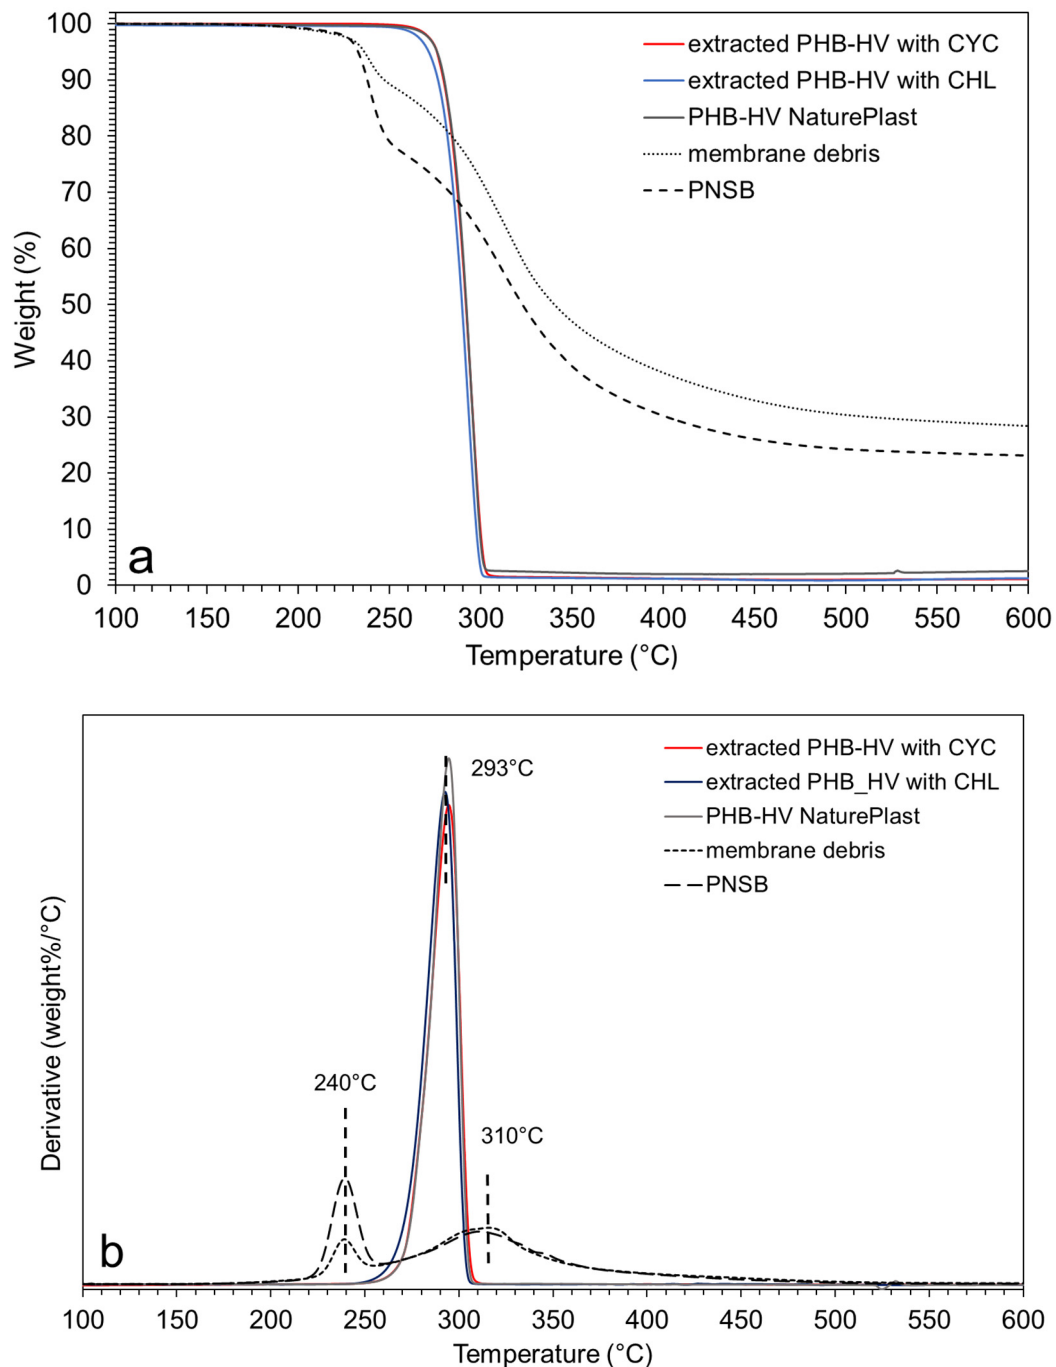 100
90
80
70
60
50
40
30
20
10
0
Weight (%)
extracted PHB-HV with CYC
extracted PHB-HV with CHL
PHB-HV NaturePlast
membrane debris
PNSB
a
100 150 200 250 300 350 400 450 500 550 600
Temperature (°C)
extracted PHB-HV with CYC
extracted PHB_HV with CHL
PHB-HV NaturePlast
membrane debris
PNSB
293°C
240°C
310°C
Derivative (weight%/°C)
b
100 150 200 250 300 350 400 450 500 550 600
Temperature (°C)